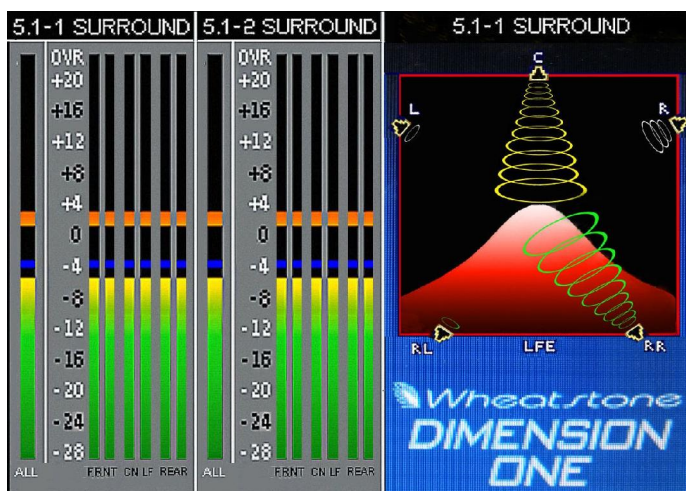 5.1-1 SURROUND
OVR
+20
+16
+12
+8
+4
0
-4
-8
-12
-16
-20
-24
-28
ALL FRNT CN LF REAR
5.1-2 SURROUND
OVR
+20
+16
+12
+8
+4
0
-4
-8
-12
-16
-20
-24
-28
ALL FRNT CN LF REAR
5.1-1 SURROUND
C
L R
RL LFE RR
Wheatstone
DIMENSION
ONE